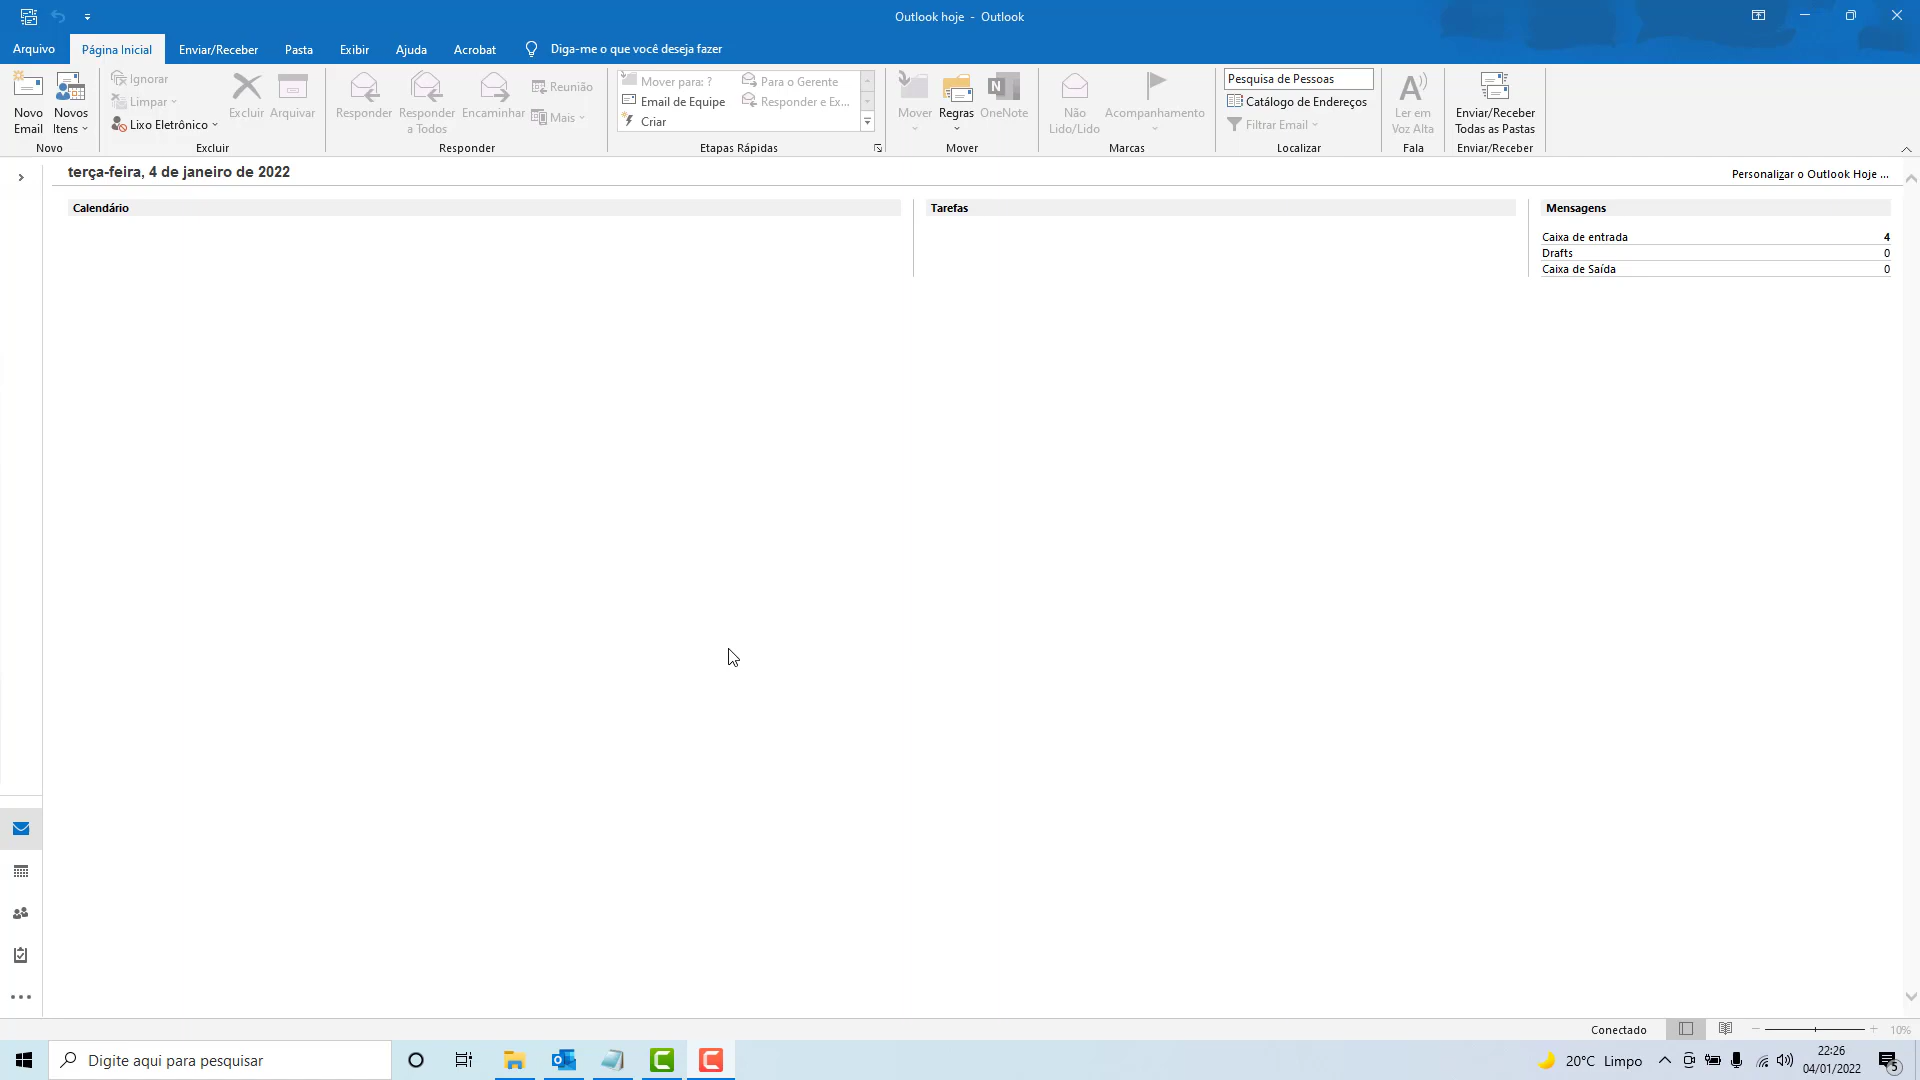 Outlook hoje - Outlook
Arquivo Página Inicial Enviar/Receber Pasta Exibir Ajuda Acrobat Diga-me o que você deseja fazer
Novo Email
Novos Itens
Novo
Ignorar
Limpar
Lixo Eletrônico
Excluir
Arquivar
Excluir
Responder
Responder a Todos
Encaminhar
Reunião
Mais
Responder
Mover para: ?
Email de Equipe
Criar
Para o Gerente
Responder e Ex...
Etapas Rápidas
Mover
Regras
OneNote
N
Mover
Não Lido/Lido
Acompanhamento
Marcas
Pesquisa de Pessoas
Catálogo de Endereços
Filtrar Email
Localizar
A
Ler em Voz Alta
Fala
Enviar/Receber Todas as Pastas
Enviar/Receber
terça-feira, 4 de janeiro de 2022
Personalizar o Outlook Hoje ...
Calendário
Tarefas
Mensagens
Caixa de entrada 4
Drafts 0
Caixa de Saída 0
Conectado
10%
Digite aqui para pesquisar
20°C Limpo
22:26
04/01/2022
5